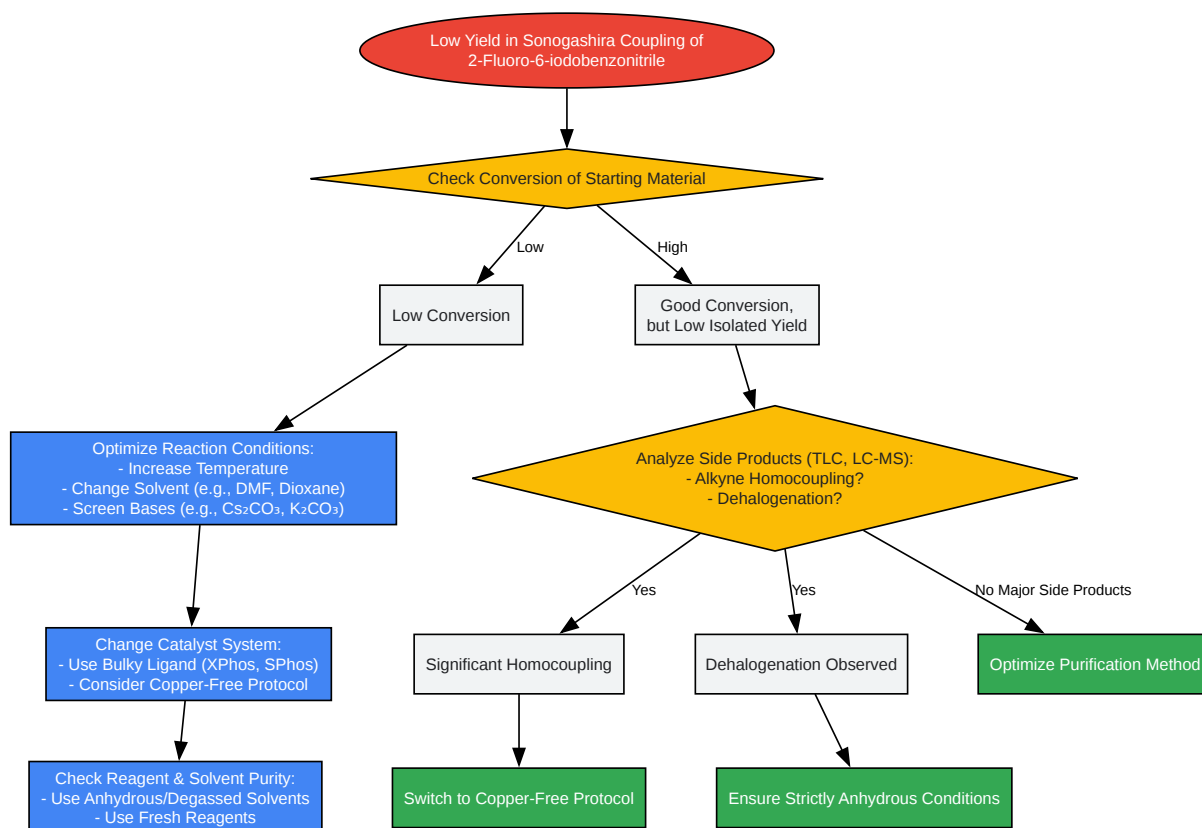 Low Yield in Sonogashira Coupling of
2-Fluoro-6-iodobenzonitrile
Check Conversion of Starting Material
Low
High
Low Conversion
Good Conversion,
but Low Isolated Yield
Optimize Reaction Conditions:
- Increase Temperature
- Change Solvent (e.g., DMF, Dioxane)
- Screen Bases (e.g., Cs₂CO₃, K₂CO₃)
Analyze Side Products (TLC, LC-MS):
- Alkyne Homocoupling?
- Dehalogenation?
Yes
Yes
No Major Side Products
Change Catalyst System:
- Use Bulky Ligand (XPhos, SPhos)
- Consider Copper-Free Protocol
Significant Homocoupling
Dehalogenation Observed
Optimize Purification Method
Check Reagent & Solvent Purity:
- Use Anhydrous/Degassed Solvents
- Use Fresh Reagents
Switch to Copper-Free Protocol
Ensure Strictly Anhydrous Conditions